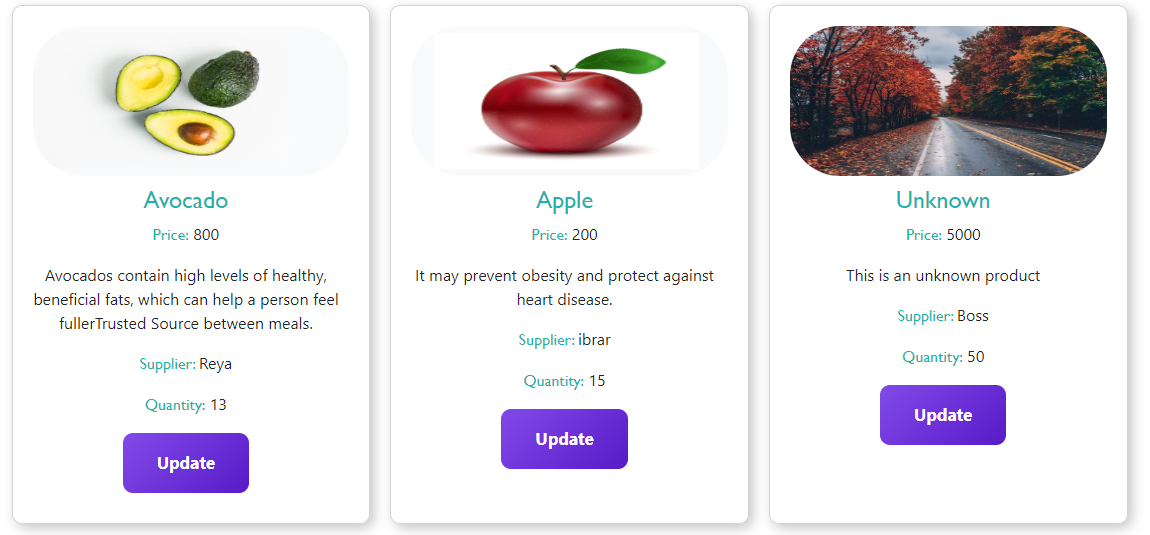 Avocado
Price: 800
Avocados contain high levels of healthy,
beneficial fats, which can help a person feel
fullerTrusted Source between meals.
Supplier: Reya
Quantity: 13
Update
Apple
Price: 200
It may prevent obesity and protect against
heart disease.
Supplier: ibrar
Quantity: 15
Update
Unknown
Price: 5000
This is an unknown product
Supplier: Boss
Quantity: 50
Update